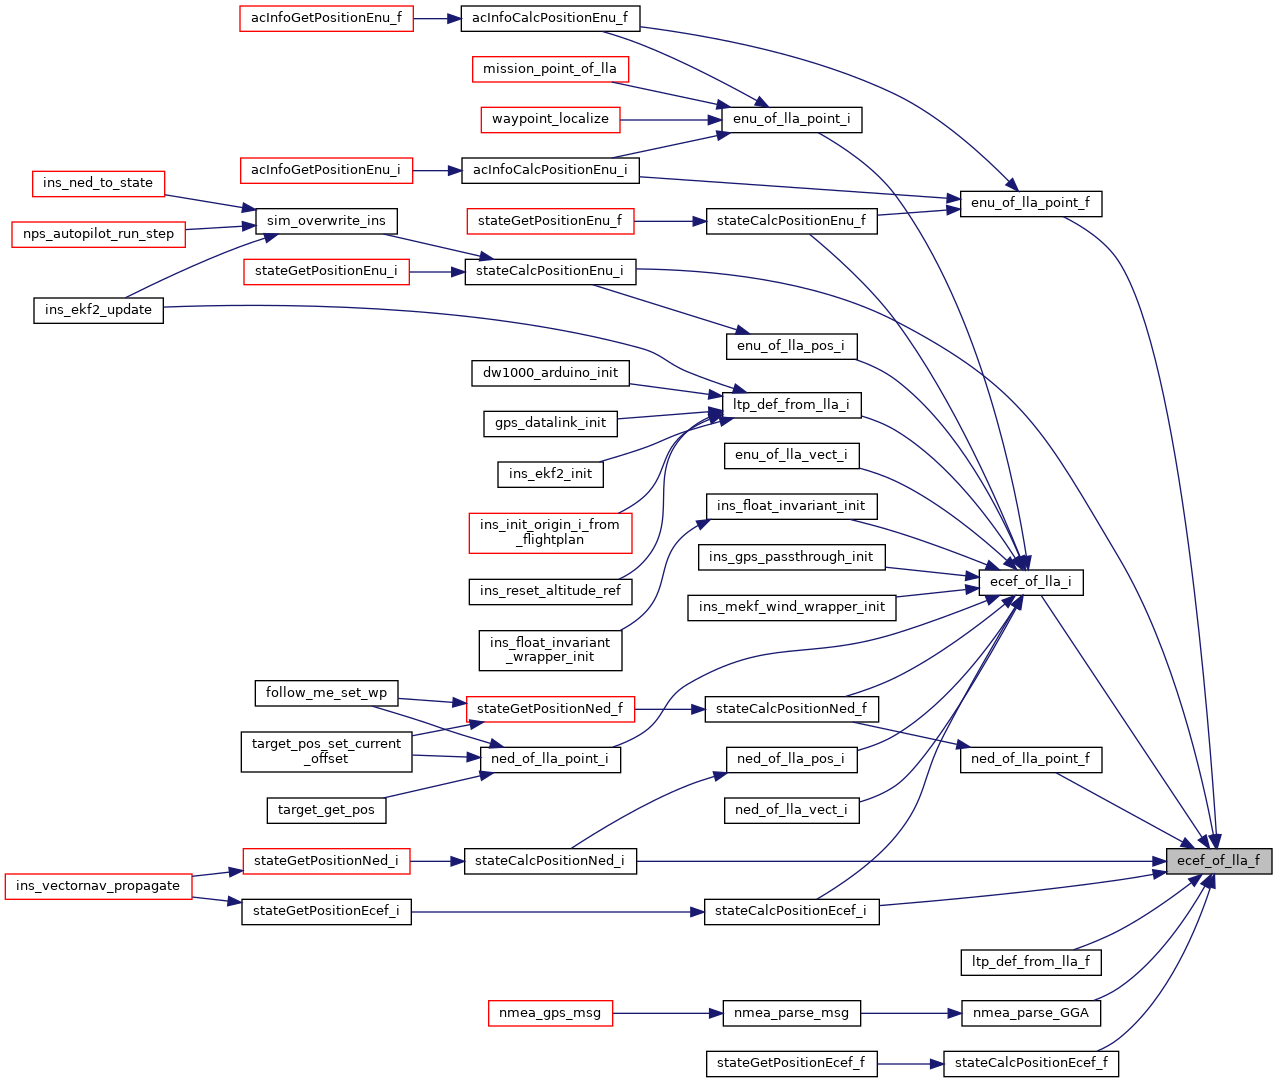 acInfoGetPositionEnu_f
acInfoCalcPositionEnu_f
mission_point_of_lla
waypoint_localize
enu_of_lla_point_i
acInfoGetPositionEnu_i
acInfoCalcPositionEnu_i
ins_ned_to_state
enu_of_lla_point_f
sim_overwrite_ins
stateGetPositionEnu_f
stateCalcPositionEnu_f
nps_autopilot_run_step
stateGetPositionEnu_i
stateCalcPositionEnu_i
ins_ekf2_update
enu_of_lla_pos_i
dw1000_arduino_init
ltp_def_from_lla_i
gps_datalink_init
enu_of_lla_vect_i
ins_ekf2_init
ins_float_invariant_init
ins_init_origin_i_from
_flightplan
ins_gps_passthrough_init
ecef_of_lla_i
ins_reset_altitude_ref
ins_mekf_wind_wrapper_init
ins_float_invariant
_wrapper_init
follow_me_set_wp
stateGetPositionNed_f
stateCalcPositionNed_f
target_pos_set_current
_offset
ned_of_lla_point_i
ned_of_lla_pos_i
ned_of_lla_point_f
target_get_pos
ned_of_lla_vect_i
stateGetPositionNed_i
stateCalcPositionNed_i
ecef_of_lla_f
ins_vectornav_propagate
stateGetPositionEcef_i
stateCalcPositionEcef_i
ltp_def_from_lla_f
nmea_gps_msg
nmea_parse_msg
nmea_parse_GGA
stateGetPositionEcef_f
stateCalcPositionEcef_f